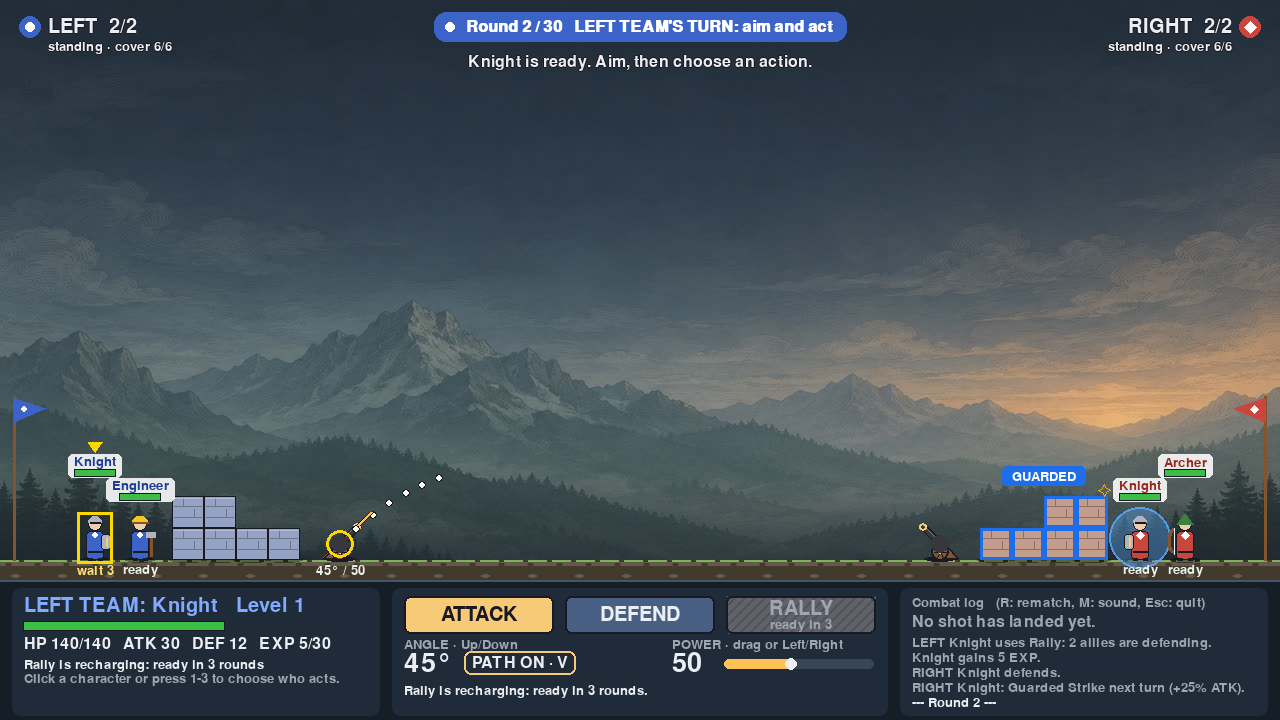 LEFT 2/2
standing · cover 6/6
Round 2 / 30 LEFT TEAM'S TURN: aim and act
Knight is ready. Aim, then choose an action.
RIGHT 2/2
standing · cover 6/6
Knight
Engineer
wait 3
ready
45° / 50
GUARDED
Archer
Knight
ready
ready
LEFT TEAM: Knight Level 1
HP 140/140 ATK 30 DEF 12 EXP 5/30
Rally is recharging: ready in 3 rounds
Click a character or press 1-3 to choose who acts.
ATTACK
DEFEND
RALLY
ready in 3
ANGLE · Up/Down
45°
PATH ON · V
POWER · drag or Left/Right
50
Rally is recharging: ready in 3 rounds.
Combat log (R: rematch, M: sound, Esc: quit)
No shot has landed yet.
LEFT Knight uses Rally: 2 allies are defending.
Knight gains 5 EXP.
RIGHT Knight defends.
RIGHT Knight: Guarded Strike next turn (+25% ATK).
--- Round 2 ---